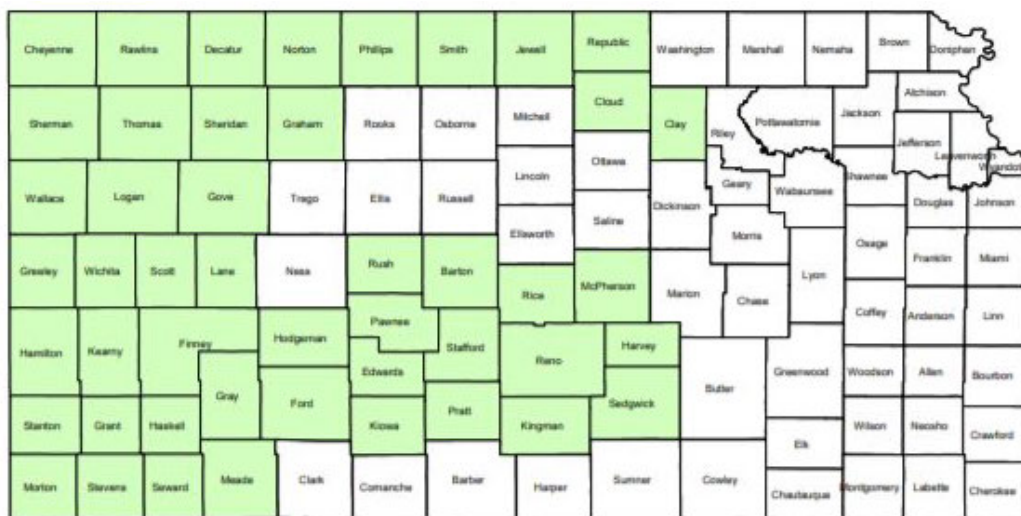 Cheyenne Rawlins Decatur Norton Phillips Smith Jewell Republic Washington Marshall Nemaha Brown Doniphan
Sherman Thomas Sheridan Graham Rooks Osborne Mitchell Cloud Clay Riley Pottawatomie Jackson Atchison
Jefferson Leavenworth Wyandot
Wallace Logan Gove Trego Ellis Russell Lincoln Ottawa Dickinson Geary Wabaunsee Shawnee Douglas Johnson
Ellsworth Saline Morris Osage
Greeley Wichita Scott Lane Ness Rush Barton Rice McPherson Marion Chase Lyon Franklin Miami
Hamilton Kearny Finney Hodgeman Pawnee Stafford Reno Harvey Coffey Anderson Linn
Gray Ford Edwards Sedgwick Butler Greenwood Woodson Allen Bourbon
Stanton Grant Haskell Kiowa Pratt Kingman Elk Wilson Neosho Crawford
Morton Stevens Seward Meade Clark Comanche Barber Harper Sumner Cowley Chautauqua Montgomery Labette Cherokee